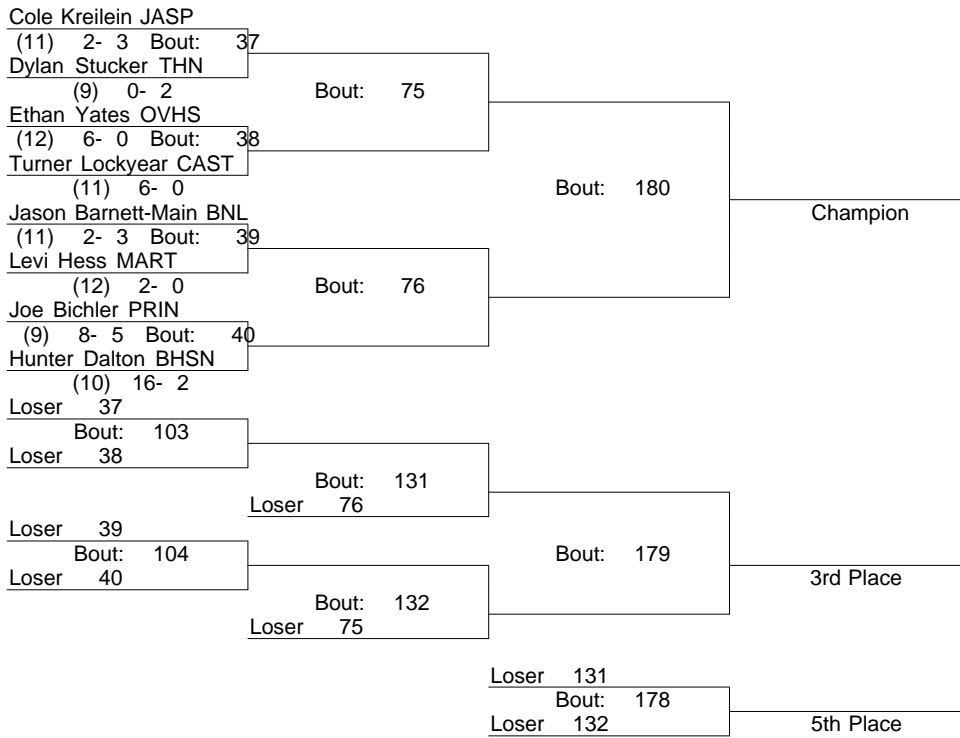 Cole Kreilein JASP
(11) 2- 3 Bout: 37
Dylan Stucker THN
(9) 0- 2
Bout: 75
Ethan Yates OVHS
(12) 6- 0 Bout: 38
Turner Lockyear CAST
(11) 6- 0
Bout: 180
Champion
Jason Barnett-Main BNL
(11) 2- 3 Bout: 39
Levi Hess MART
(12) 2- 0
Bout: 76
Joe Bichler PRIN
(9) 8- 5 Bout: 40
Hunter Dalton BHSN
(10) 16- 2
Loser 37
Bout: 103
Loser 38
Bout: 131
Loser 76
Loser 39
Bout: 104
Loser 40
Bout: 179
3rd Place
Bout: 132
Loser 75
Loser 131
Bout: 178
Loser 132
5th Place